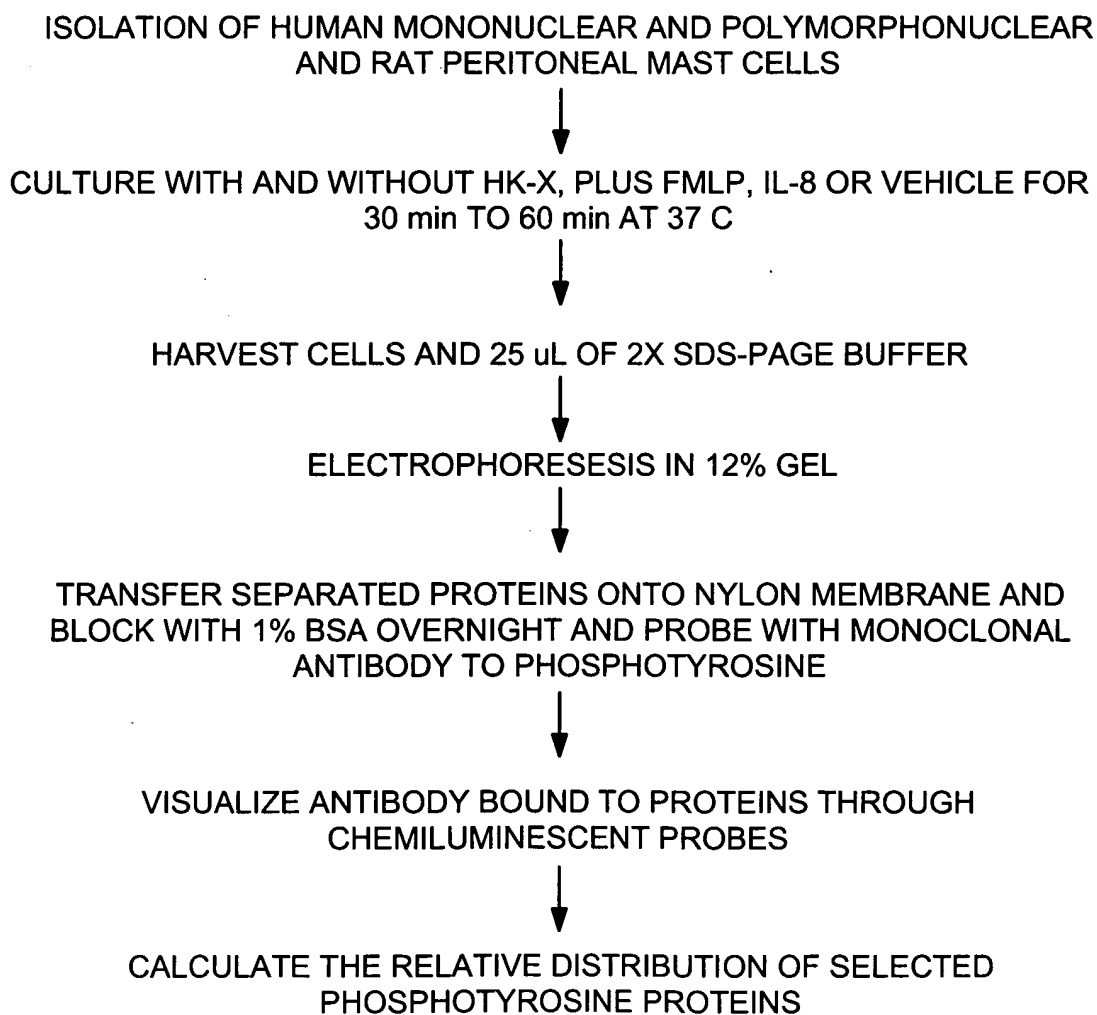 ISOLATION OF HUMAN MONONUCLEAR AND POLYMORPHONUCLEAR
AND RAT PERITONEAL MAST CELLS
CULTURE WITH AND WITHOUT HK-X, PLUS FMLP, IL-8 OR VEHICLE FOR
30 min TO 60 min AT 37 C
HARVEST CELLS AND 25 uL OF 2X SDS-PAGE BUFFER
ELECTROPHORESESIS IN 12% GEL
TRANSFER SEPARATED PROTEINS ONTO NYLON MEMBRANE AND
BLOCK WITH 1% BSA OVERNIGHT AND PROBE WITH MONOCLONAL
ANTIBODY TO PHOSPHOTYROSINE
VISUALIZE ANTIBODY BOUND TO PROTEINS THROUGH
CHEMILUMINESCENT PROBES
CALCULATE THE RELATIVE DISTRIBUTION OF SELECTED
PHOSPHOTYROSINE PROTEINS